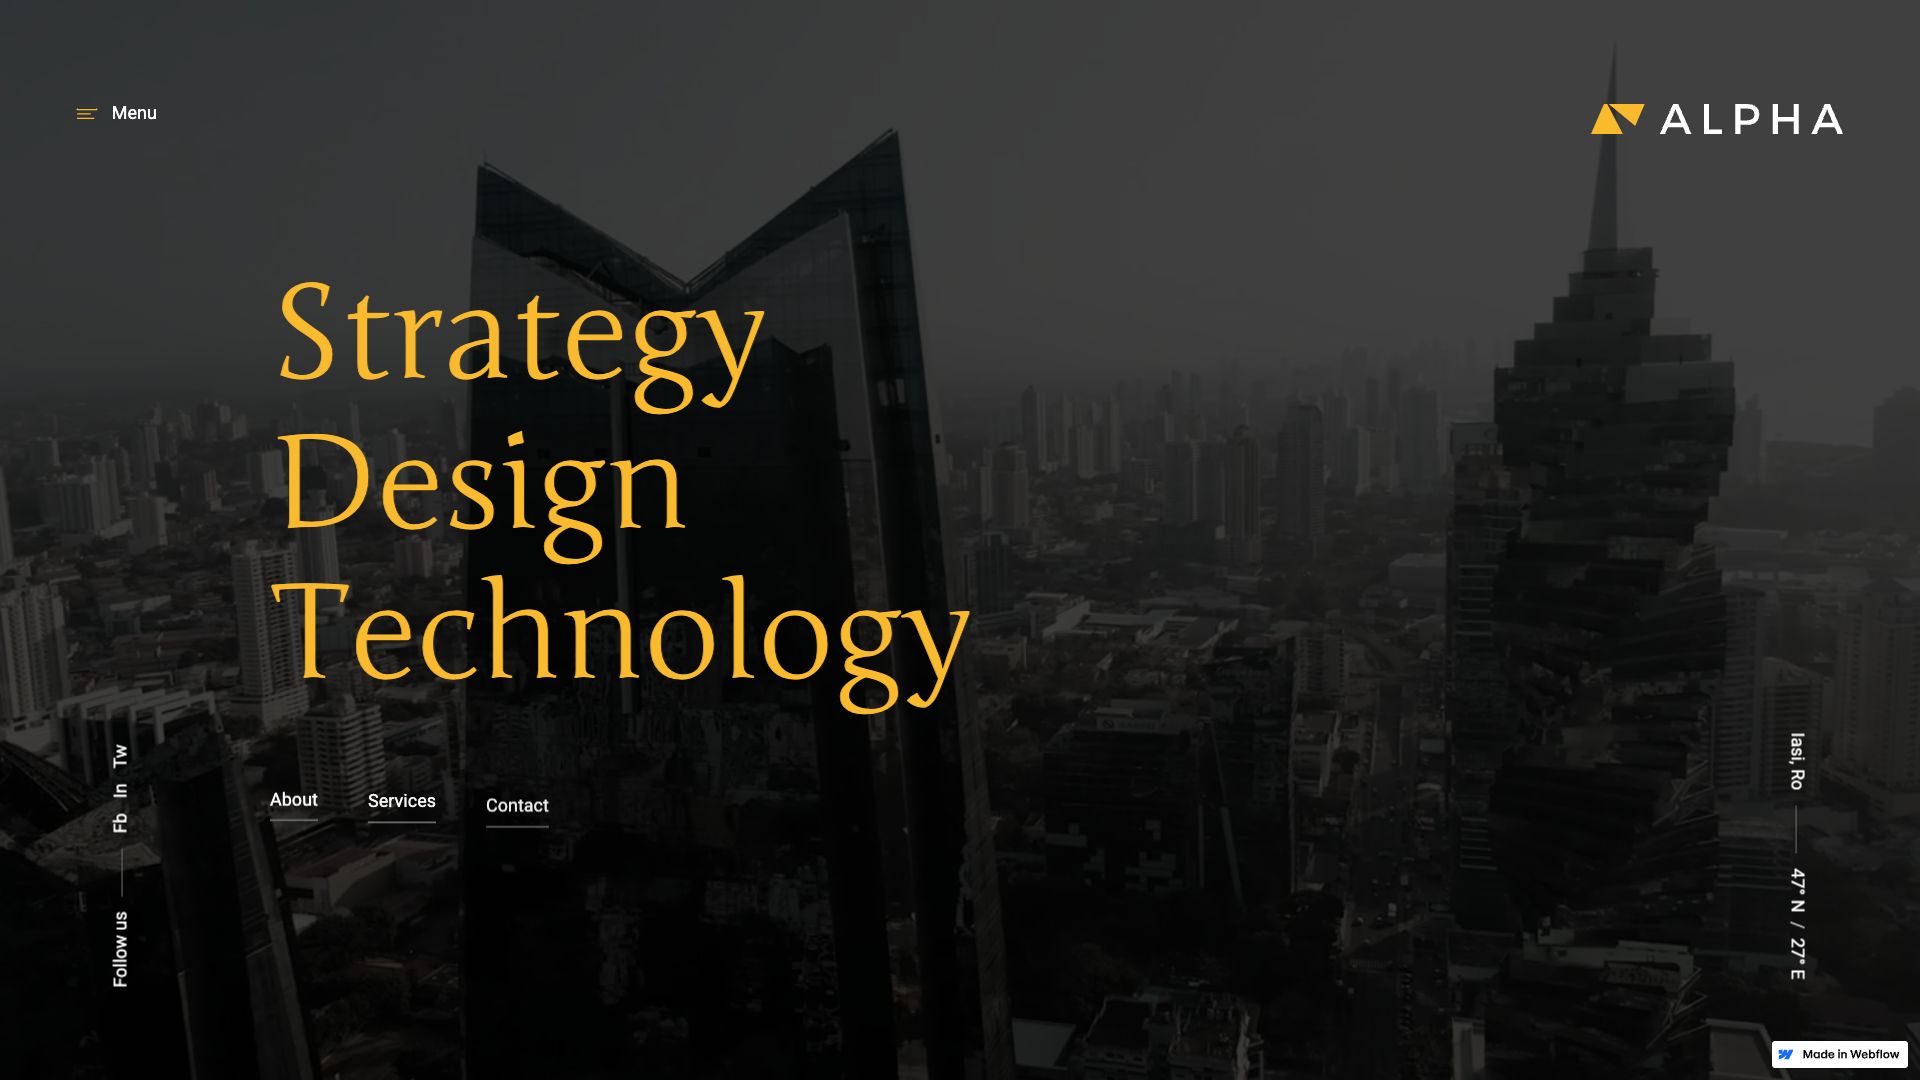 Menu
ALPHA
Strategy
Design
Technology
About
Services
Contact
Follow us
Fb In Tw
Iasi, Ro
47° N / 27° E
Made in Webflow